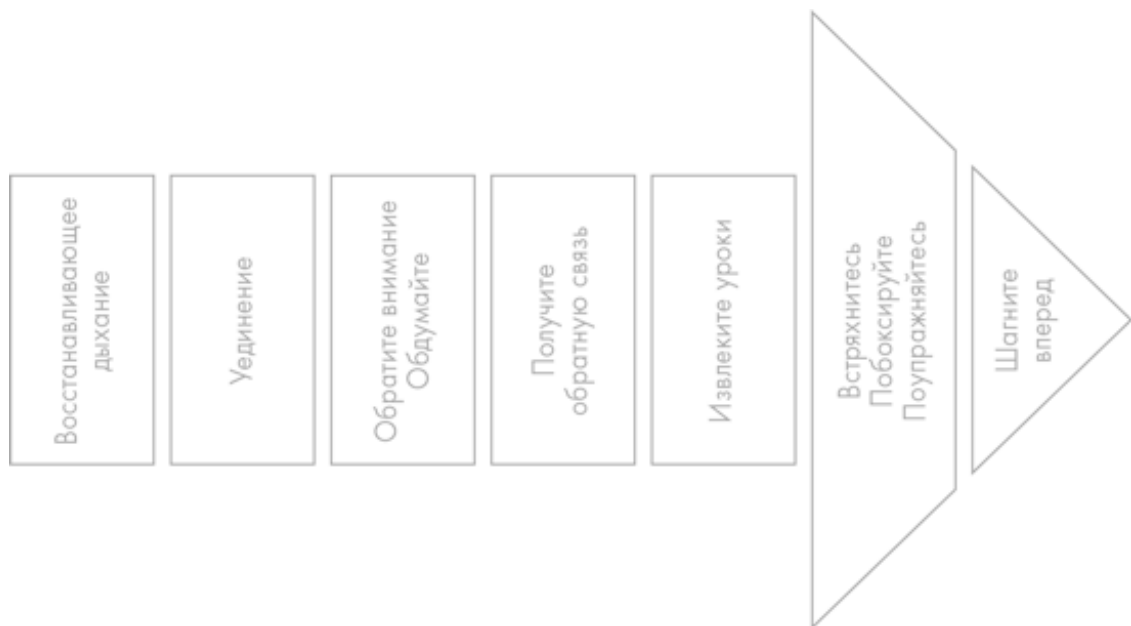 Восстанавливающее
дыхание
Уединение
Обратите внимание
Обдумайте
Получите
обратную связь
Извлеките уроки
Встряхнитесь
Побоксируйте
Поупражняйтесь
Шагните
вперед